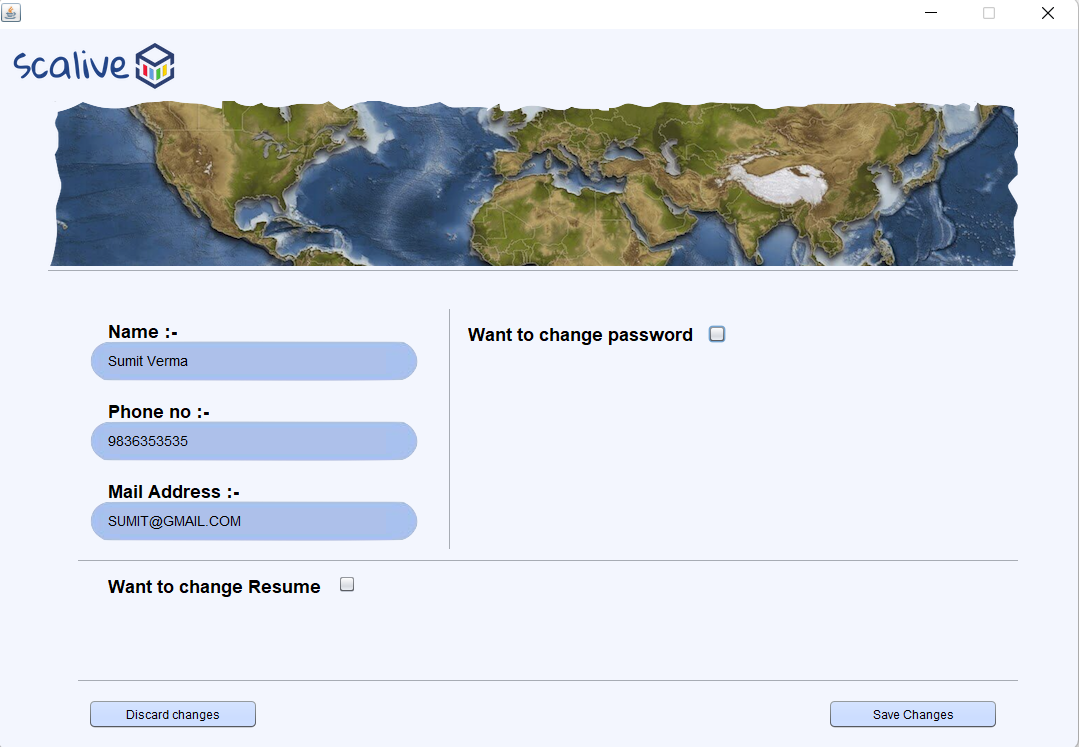 scalive
Name :-
Sumit Verma
Want to change password
Phone no :-
9836353535
Mail Address :-
SUMIT@GMAIL.COM
Want to change Resume
Discard changes
Save Changes